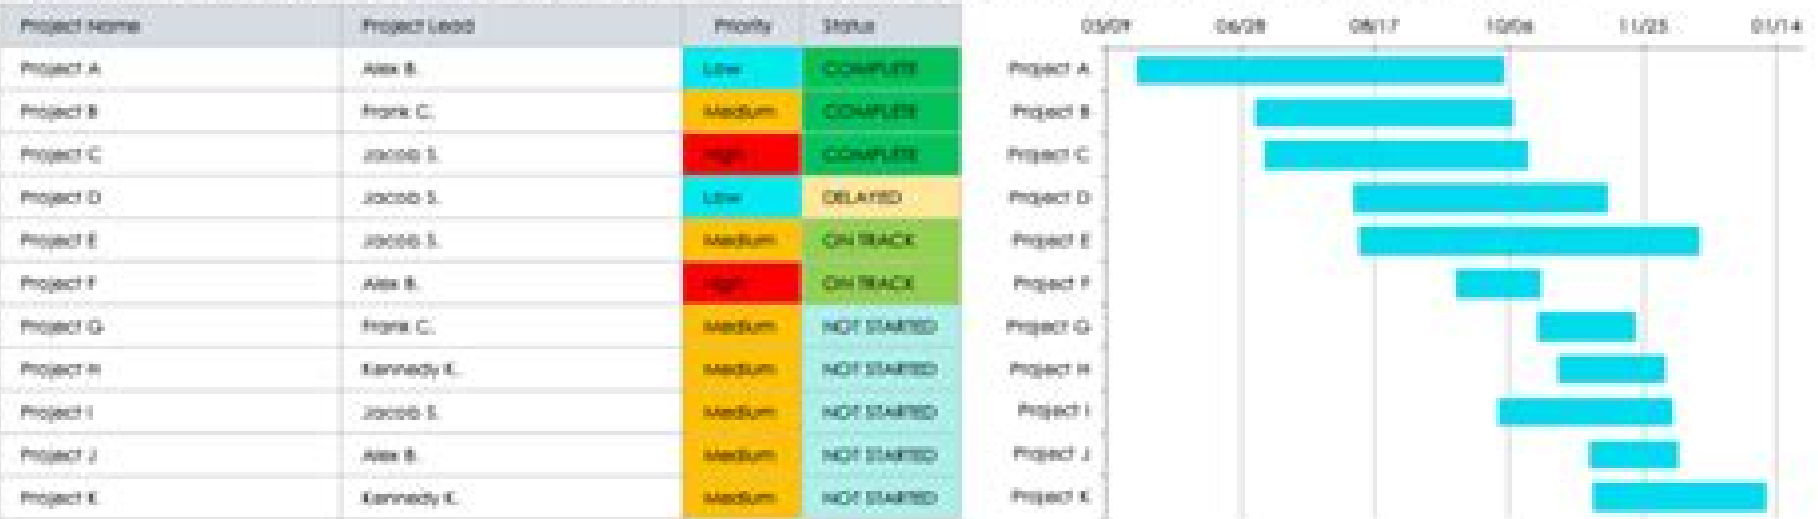 Project Name Project Lead Priority Status 05/09 06/28 08/17 10/06 11/25 01/14
Project A Alex B. Low COMPLETE Project A
Project B Frank C. Medium COMPLETE Project B
Project C Jacob S. High COMPLETE Project C
Project D Jacob S. Low DELAYED Project D
Project E Jacob S. Medium ON TRACK Project E
Project F Alex B. High ON TRACK Project F
Project G Frank C. Medium NOT STARTED Project G
Project H Kennedy K. Medium NOT STARTED Project H
Project I Jacob S. Medium NOT STARTED Project I
Project J Alex B. Medium NOT STARTED Project J
Project K Kennedy K. Medium NOT STARTED Project K